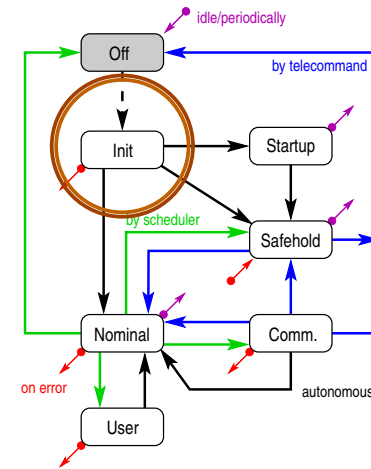 idle/periodically
Off
by telecommand
Init
Startup
by scheduler
Safehold
Nominal
Comm.
on error
autonomous
User